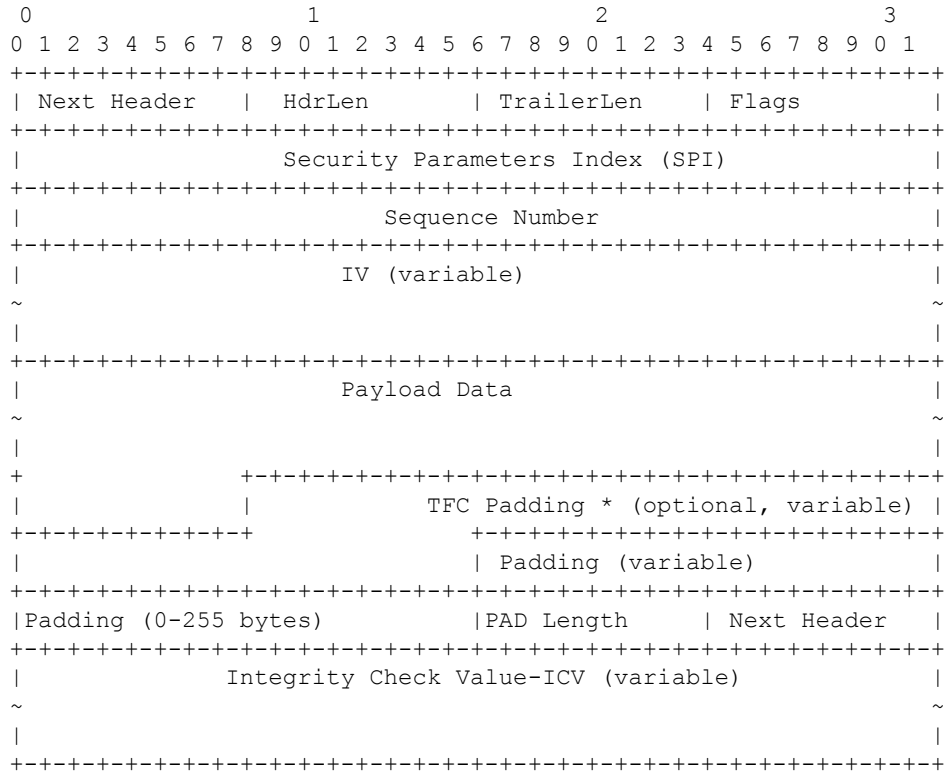 0 1 2 3
0 1 2 3 4 5 6 7 8 9 0 1 2 3 4 5 6 7 8 9 0 1 2 3 4 5 6 7 8 9 0 1
+-+-+-+-+-+-+-+-+-+-+-+-+-+-+-+-+-+-+-+-+-+-+-+-+-+-+-+-+-+-+-+-+
| Next Header | HdrLen | TrailerLen | Flags |
+-+-+-+-+-+-+-+-+-+-+-+-+-+-+-+-+-+-+-+-+-+-+-+-+-+-+-+-+-+-+-+-+
| Security Parameters Index (SPI) |
+-+-+-+-+-+-+-+-+-+-+-+-+-+-+-+-+-+-+-+-+-+-+-+-+-+-+-+-+-+-+-+-+
| Sequence Number |
+-+-+-+-+-+-+-+-+-+-+-+-+-+-+-+-+-+-+-+-+-+-+-+-+-+-+-+-+-+-+-+-+
| IV (variable) |
~ ~
| |
+-+-+-+-+-+-+-+-+-+-+-+-+-+-+-+-+-+-+-+-+-+-+-+-+-+-+-+-+-+-+-+-+
| Payload Data |
~ ~
| |
+ +-+-+-+-+-+-+-+-+-+-+-+-+-+-+-+-+-+-+-+-+-+-+-+-+
| | TFC Padding * (optional, variable) |
+-+-+-+-+-+-+-+-+ +-+-+-+-+-+-+-+-+-+-+-+-+-+-+-+-+
| | Padding (variable) |
+-+-+-+-+-+-+-+-+-+-+-+-+-+-+-+-+-+-+-+-+-+-+-+-+-+-+-+-+-+-+-+-+
|Padding (0-255 bytes) |PAD Length | Next Header |
+-+-+-+-+-+-+-+-+-+-+-+-+-+-+-+-+-+-+-+-+-+-+-+-+-+-+-+-+-+-+-+-+
| Integrity Check Value-ICV (variable) |
~ ~
| |
+-+-+-+-+-+-+-+-+-+-+-+-+-+-+-+-+-+-+-+-+-+-+-+-+-+-+-+-+-+-+-+-+